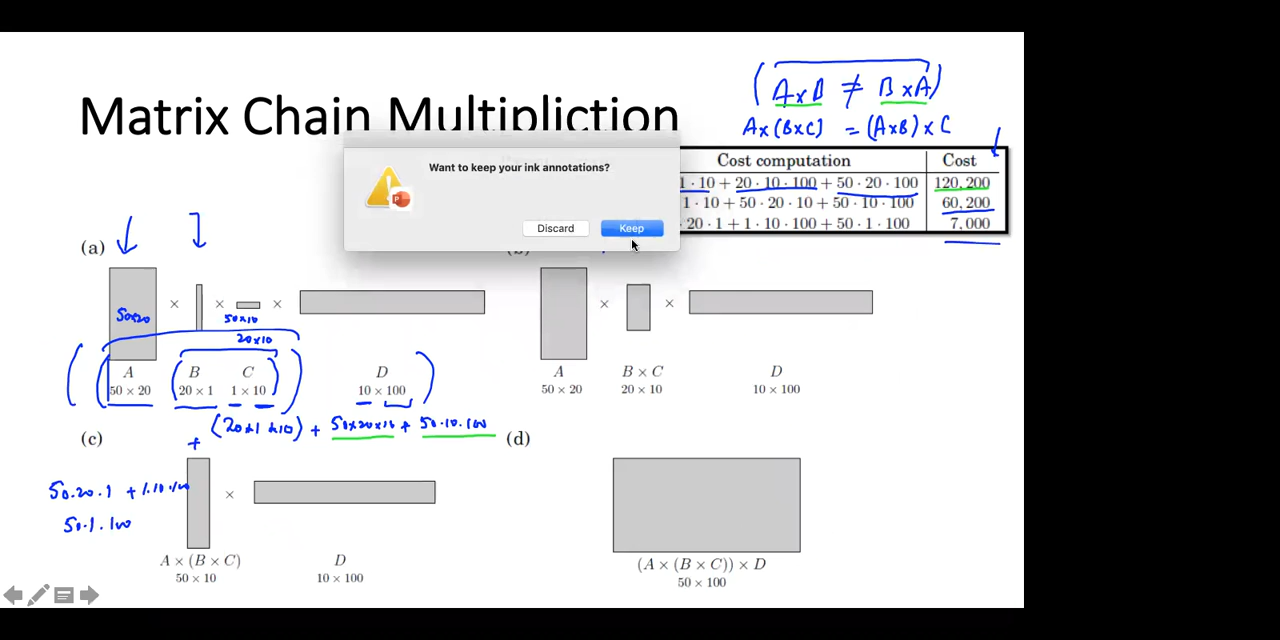 (A×B ≠ B×A)
Matrix Chain Multipliction
A×(B×C) = (A×B)×C
Want to keep your ink annotations?
Discard Keep
Cost computation Cost
1 · 10 + 20 · 10 · 100 + 50 · 20 · 100 120, 200
1 · 10 + 50 · 20 · 10 + 50 · 10 · 100 60, 200
20 · 1 + 1 · 10 · 100 + 50 · 1 · 100 7, 000
(a)
50×20 × × × × ×
50×10
20×10
A B C D A B × C D
50 × 20 20 × 1 1 × 10 10 × 100 50 × 20 20 × 10 10 × 100
+ (20×1×10) + 50×20×10 + 50.10.100
(c) (d)
50.20.1 + 1.10.100 ×
50.1.100
A × (B × C) D (A × (B × C)) × D
50 × 10 10 × 100 50 × 100